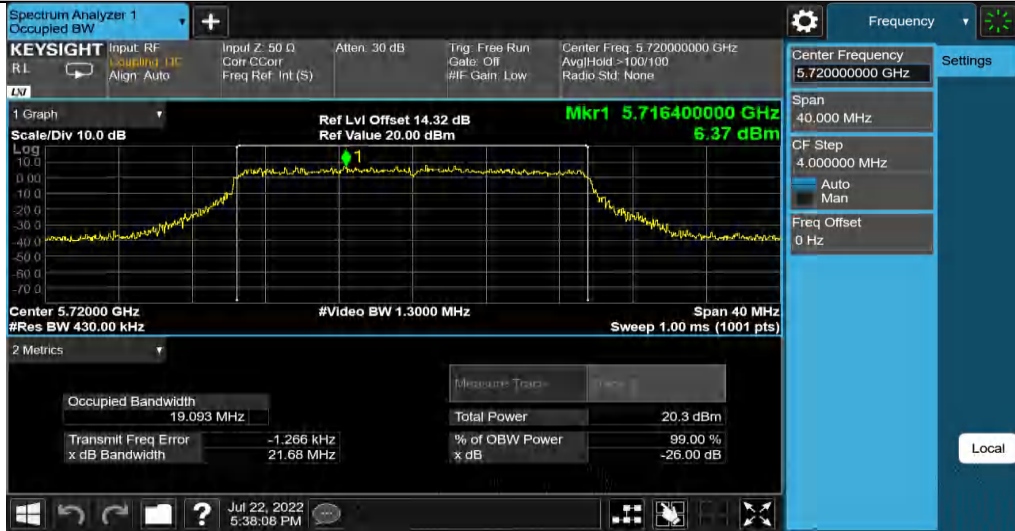 Spectrum Analyzer 1
Occupied BW
Frequency
KEYSIGHT
RL
LXI
Input: RF
Coupling: DC
Align: Auto
Input Z: 50 Ω
Corr CCorr
Freq Ref: Int (S)
Atten: 30 dB
Trig: Free Run
Gate: Off
#IF Gain: Low
Center Freq: 5.720000000 GHz
Avg|Hold:>100/100
Radio Std: None
Center Frequency
5.720000000 GHz
Settings
Span
40.000 MHz
CF Step
4.000000 MHz
Auto
Man
Freq Offset
0 Hz
Local
1 Graph
Scale/Div 10.0 dB
Ref Lvl Offset 14.32 dB
Ref Value 20.00 dBm
Mkr1 5.716400000 GHz
6.37 dBm
Log
10.0
0.00
-10.0
-20.0
-30.0
-40.0
-50.0
-60.0
-70.0
1
Center 5.72000 GHz
#Res BW 430.00 kHz
#Video BW 1.3000 MHz
Span 40 MHz
Sweep 1.00 ms (1001 pts)
2 Metrics
Measure Trace
Trace 1
Occupied Bandwidth
19.093 MHz
Total Power
20.3 dBm
Transmit Freq Error
-1.266 kHz
% of OBW Power
99.00 %
x dB Bandwidth
21.68 MHz
x dB
-26.00 dB
?
Jul 22, 2022
5:38:08 PM